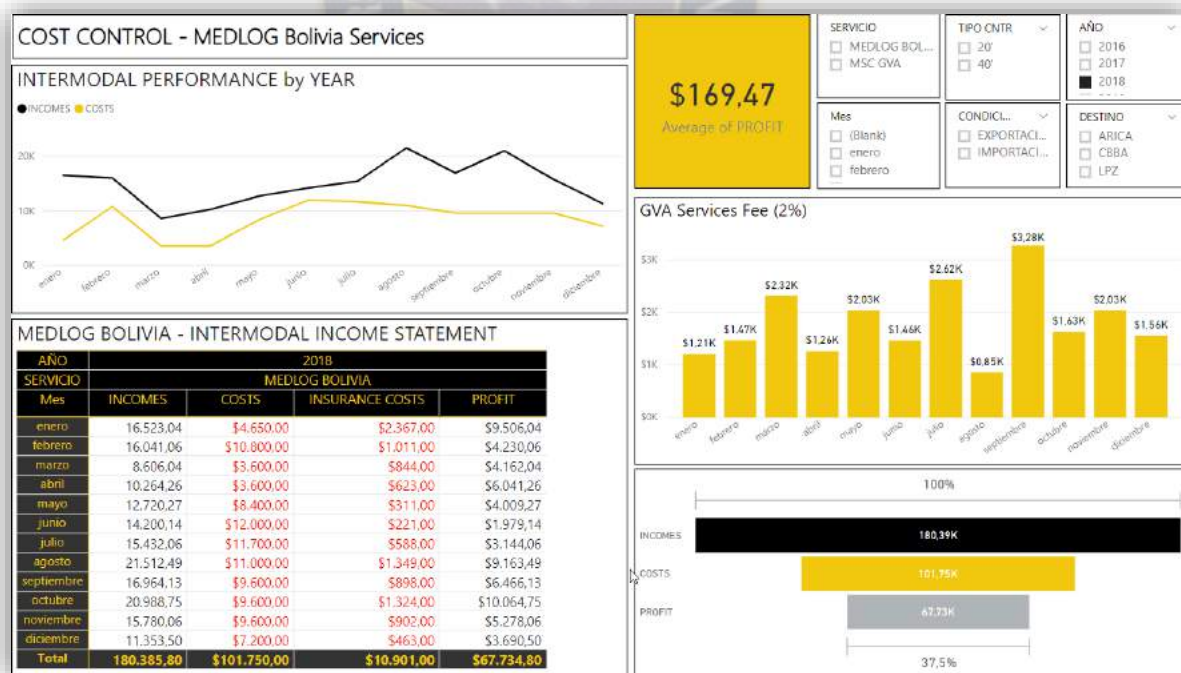 COST CONTROL - MEDLOG Bolivia Services
INTERMODAL PERFORMANCE by YEAR
INCOMES COSTS
20K
10K
0K
enero febrero marzo abril mayo junio julio agosto septiembre octubre noviembre diciembre
MEDLOG BOLIVIA - INTERMODAL INCOME STATEMENT
AÑO 2018
SERVICIO MEDLOG BOLIVIA
Mes INCOMES COSTS INSURANCE COSTS PROFIT
enero 16.523,04 $4.650,00 $2.367,00 $9.506,04
febrero 16.041,06 $10.800,00 $1.011,00 $4.230,06
marzo 8.606,04 $3.600,00 $844,00 $4.162,04
abril 10.264,26 $3.600,00 $623,00 $6.041,26
mayo 12.720,27 $8.400,00 $311,00 $4.009,27
junio 14.200,14 $12.000,00 $221,00 $1.979,14
julio 15.432,06 $11.700,00 $588,00 $3.144,06
agosto 21.512,49 $11.000,00 $1.349,00 $9.163,49
septiembre 16.964,13 $9.600,00 $898,00 $6.466,13
octubre 20.988,75 $9.600,00 $1.324,00 $10.064,75
noviembre 15.780,06 $9.600,00 $902,00 $5.278,06
diciembre 11.353,50 $7.200,00 $463,00 $3.690,50
Total 180.385,80 $101.750,00 $10.901,00 $67.734,80
$169,47
Average of PROFIT
SERVICIO
MEDLOG BOL...
MSC GVA
TIPO CNTR
20'
40'
AÑO
2016
2017
2018
Mes
(Blank)
enero
febrero
CONDICI...
EXPORTACI...
IMPORTACI...
DESTINO
ARICA
CBBA
LPZ
GVA Services Fee (2%)
$3K
$2K
$1K
$0K
$1,21K $1,47K $2,32K $1,26K $2,03K $1,46K $2,62K $0,85K $3,28K $1,63K $2,03K $1,56K
enero febrero marzo abril mayo junio julio agosto septiembre octubre noviembre diciembre
100%
INCOMES 180,39K
COSTS 101,75K
PROFIT 67,73K
37,5%